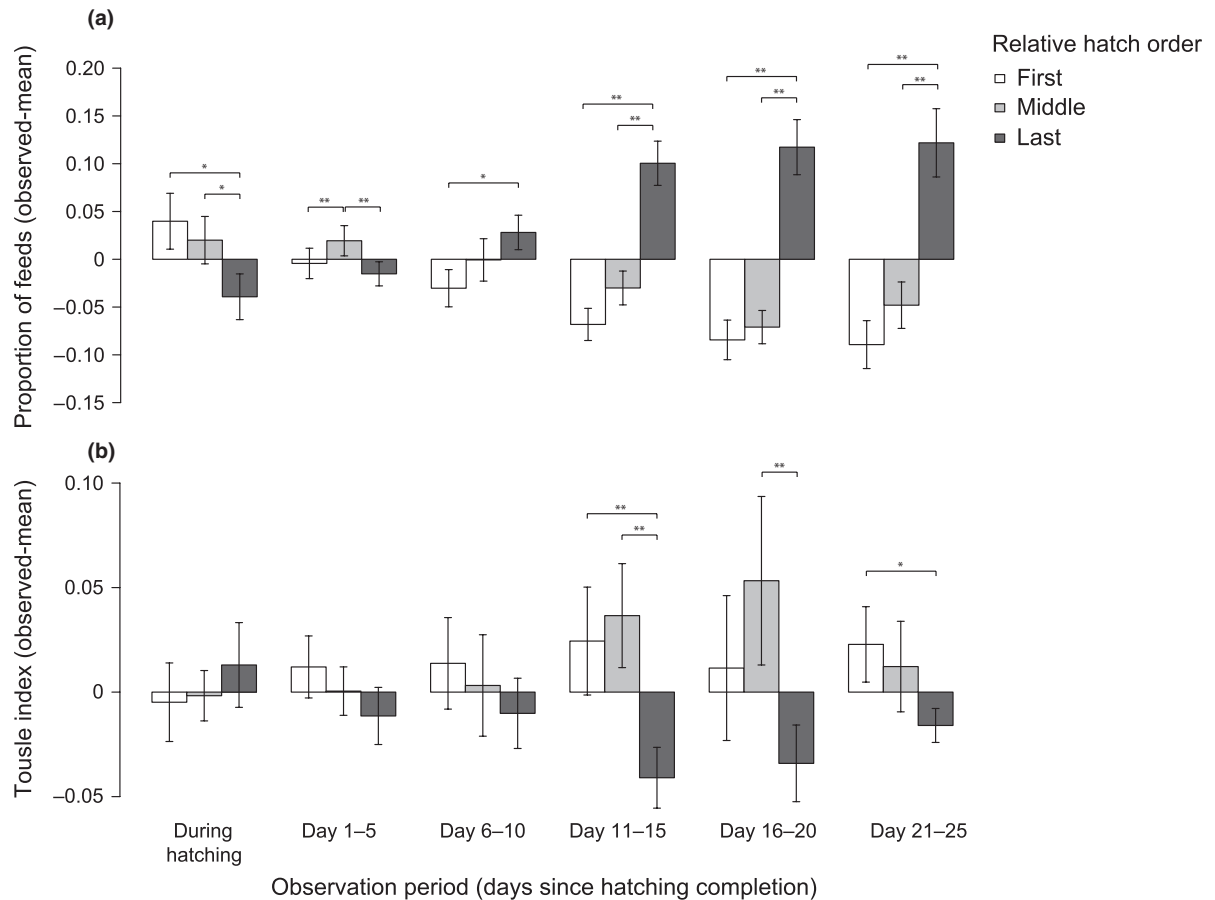 (a)
Relative hatch order
First
Middle
Last
Proportion of feeds (observed-mean)
0.20
0.15
0.10
0.05
0
–0.05
–0.10
–0.15
*
*
**
**
*
**
**
**
**
**
**
(b)
Tousle index (observed-mean)
0.10
0.05
0
–0.05
**
**
**
*
During
hatching
Day 1–5
Day 6–10
Day 11–15
Day 16–20
Day 21–25
Observation period (days since hatching completion)